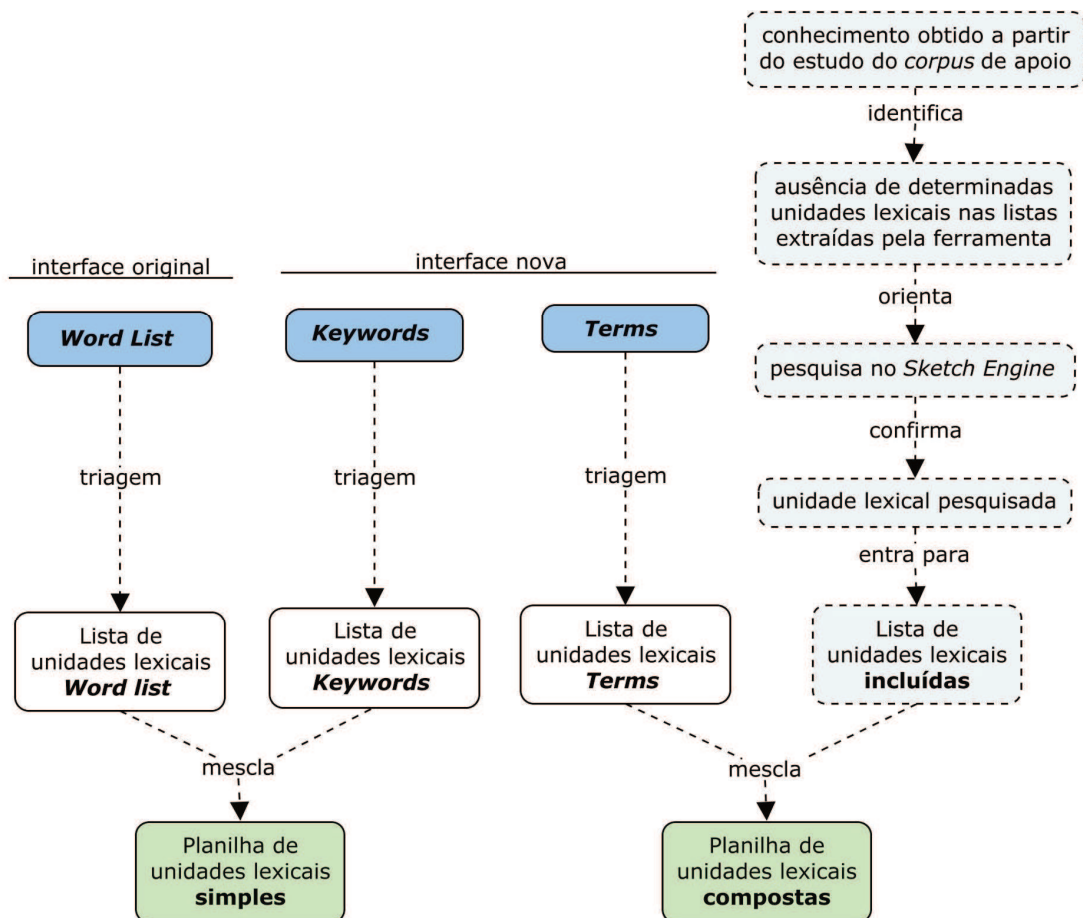 conhecimento obtido a partir
do estudo do corpus de apoio
identifica
ausência de determinadas
unidades lexicais nas listas
extraídas pela ferramenta
orienta
pesquisa no Sketch Engine
confirma
unidade lexical pesquisada
entra para
Lista de
unidades lexicais
incluídas
interface original
interface nova
Word List
Keywords
Terms
triagem
triagem
triagem
Lista de
unidades lexicais
Word list
Lista de
unidades lexicais
Keywords
Lista de
unidades lexicais
Terms
mescla
mescla
Planilha de
unidades lexicais
simples
Planilha de
unidades lexicais
compostas